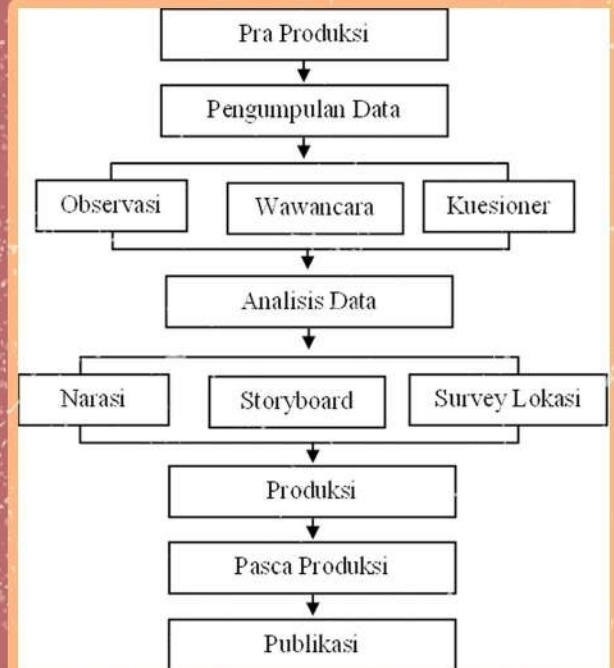 Pra Produksi
Pengumpulan Data
Observasi
Wawancara
Kuesioner
Analisis Data
Narasi
Storyboard
Survey Lokasi
Produksi
Pasca Produksi
Publikasi